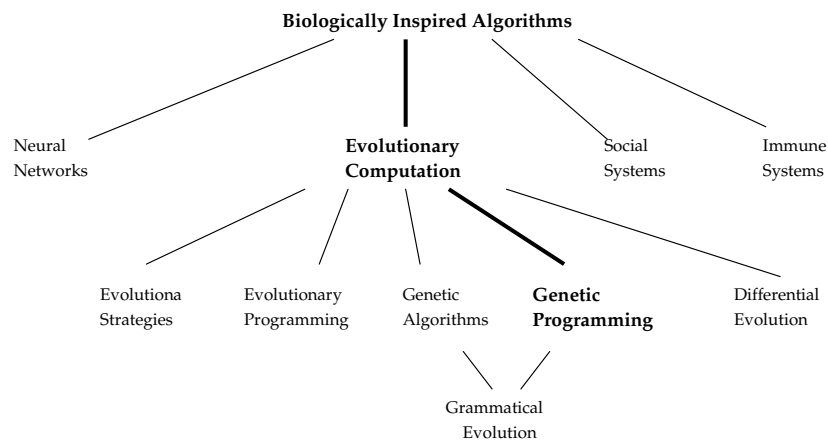 Biologically Inspired Algorithms
Neural
Networks
Evolutionary
Computation
Social
Systems
Immune
Systems
Evolutiona
Strategies
Evolutionary
Programming
Genetic
Algorithms
Genetic
Programming
Differential
Evolution
Grammatical
Evolution